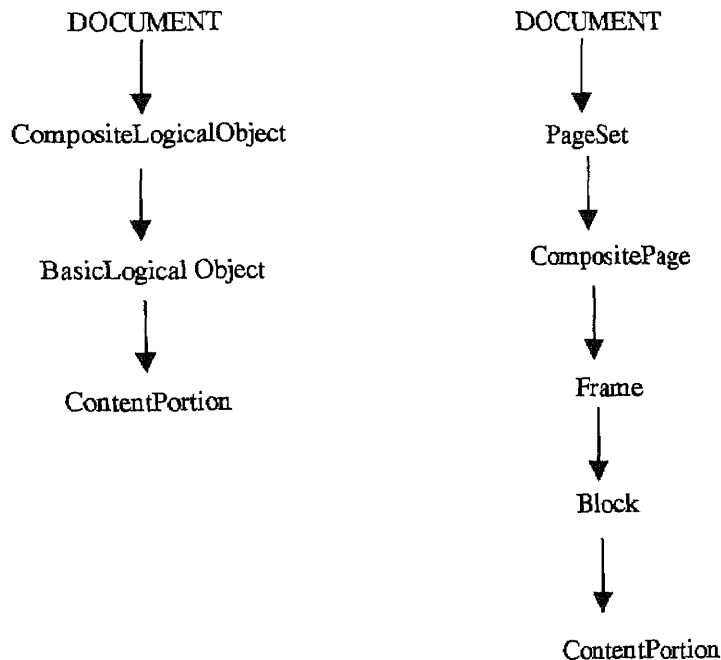 DOCUMENT
CompositeLogicalObject
BasicLogical Object
ContentPortion
DOCUMENT
PageSet
CompositePage
Frame
Block
ContentPortion